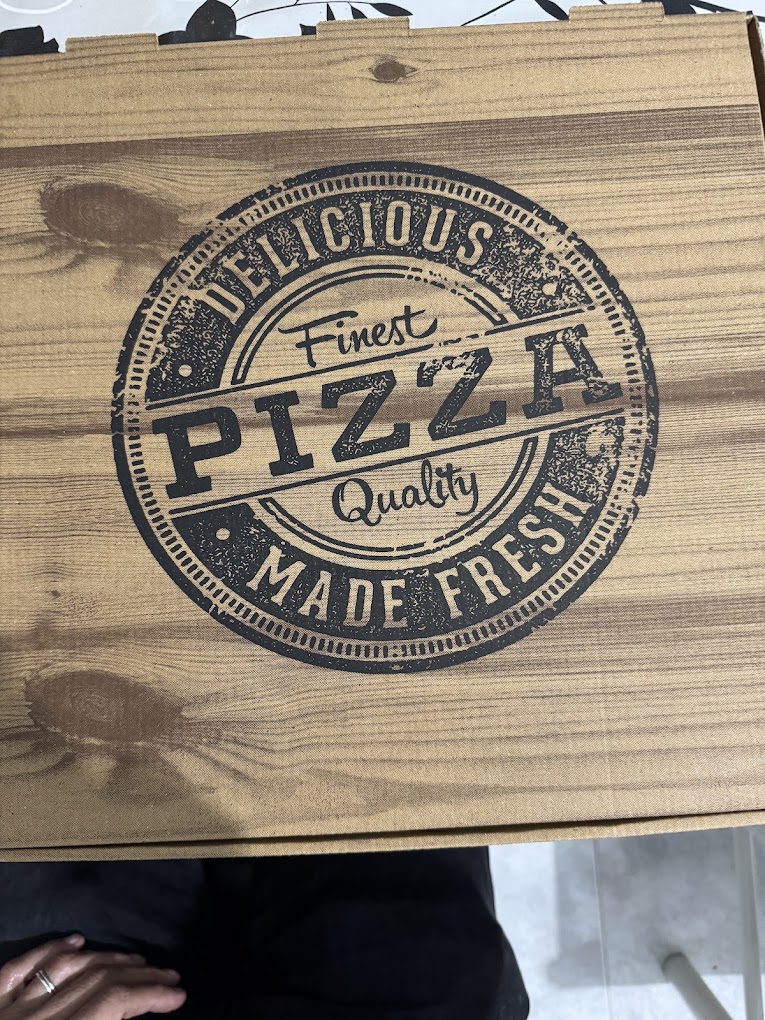 DELICIOUS
Finest
PIZZA
Quality
MADE FRESH